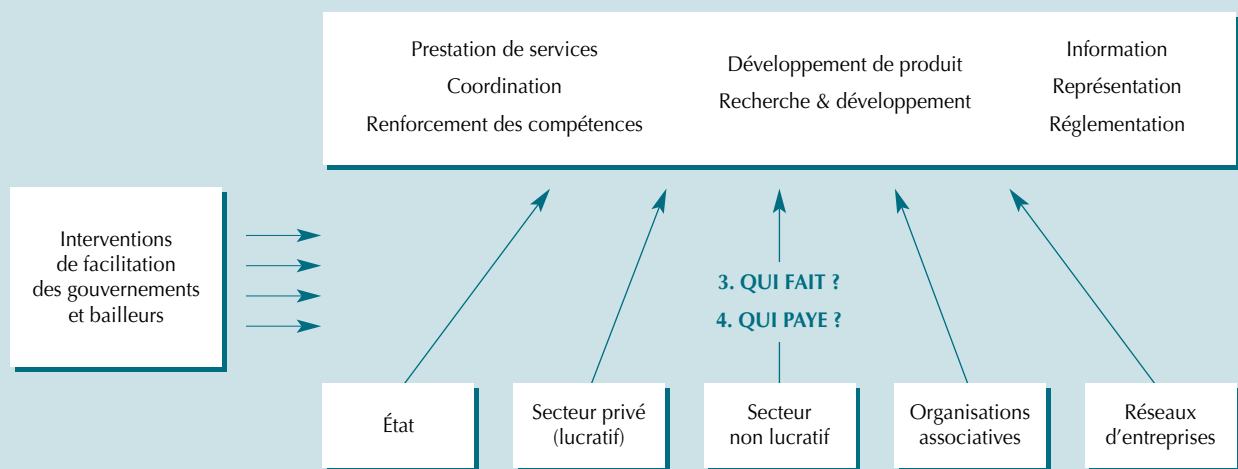 Prestation de services
Coordination
Renforcement des compétences
Développement de produit
Recherche & développement
Information
Représentation
Réglementation
Interventions
de facilitation
des gouvernements
et bailleurs
3. QUI FAIT ?
4. QUI PAYE ?
État
Secteur privé
(lucratif)
Secteur
non lucratif
Organisations
associatives
Réseaux
d'entreprises